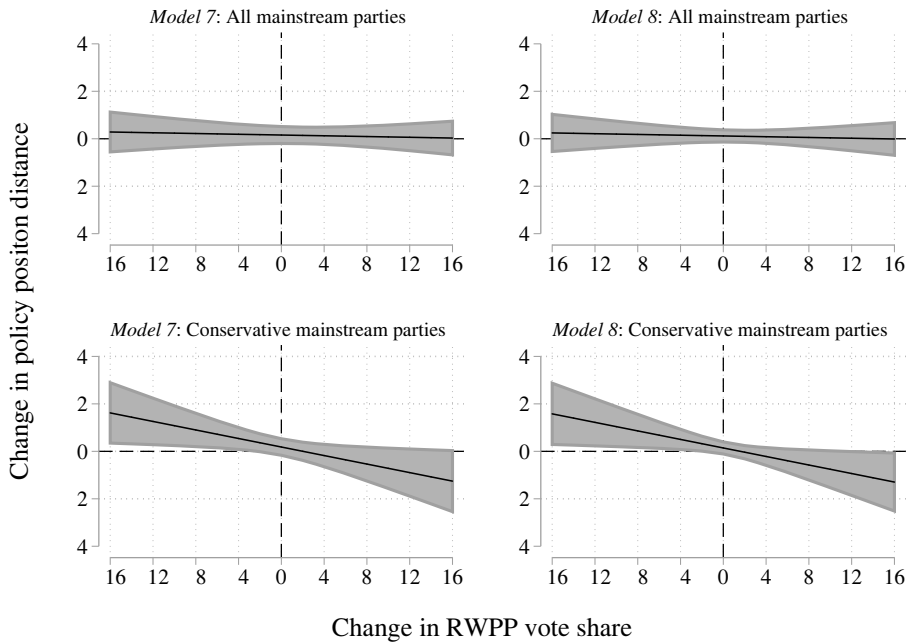 Model 7: All mainstream parties
Model 8: All mainstream parties
4
2
0
2
4
16 12 8 4 0 4 8 12 16
4
2
0
2
4
16 12 8 4 0 4 8 12 16
Model 7: Conservative mainstream parties
Model 8: Conservative mainstream parties
4
2
0
2
4
16 12 8 4 0 4 8 12 16
4
2
0
2
4
16 12 8 4 0 4 8 12 16
Change in policy positon distance
Change in RWPP vote share